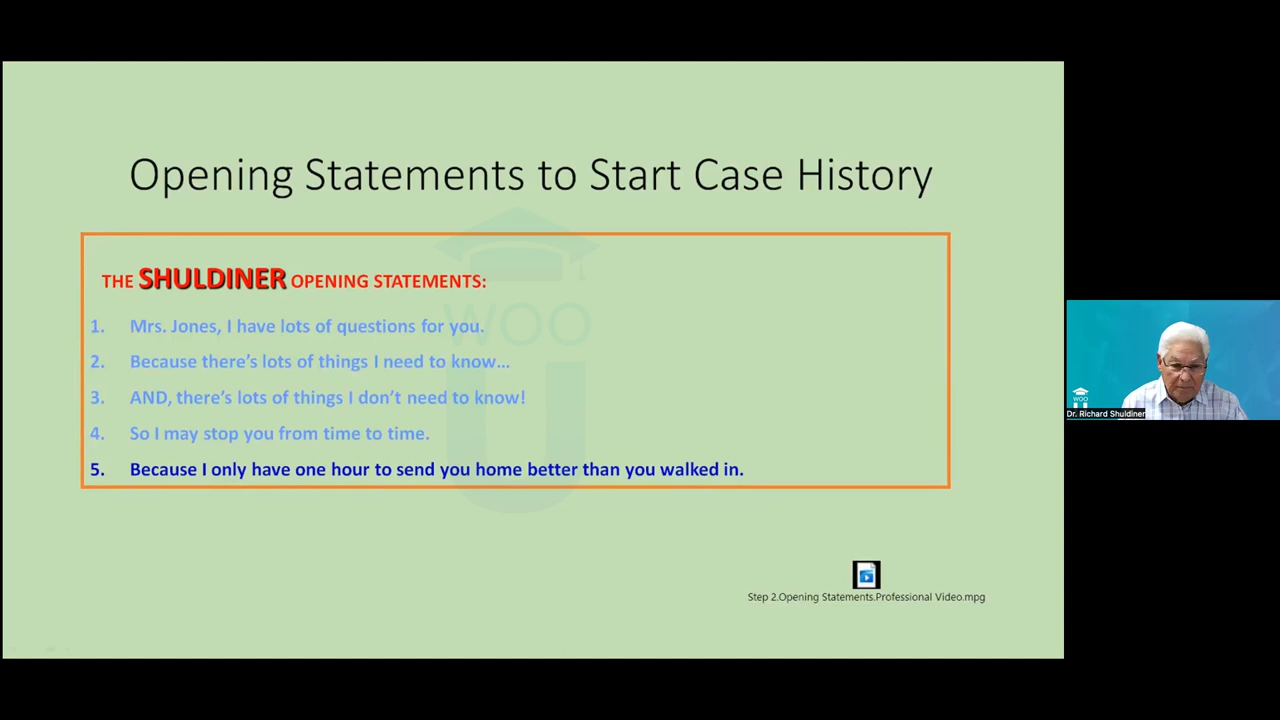 Opening Statements to Start Case History
THE SHULDINER OPENING STATEMENTS:
1. Mrs. Jones, I have lots of questions for you.
2. Because there’s lots of things I need to know…
3. AND, there’s lots of things I don’t need to know!
4. So I may stop you from time to time.
5. Because I only have one hour to send you home better than you walked in.
WOO
U
Step 2.Opening Statements.Professional Video.mpg
WOO
U
Dr. Richard Shuldiner